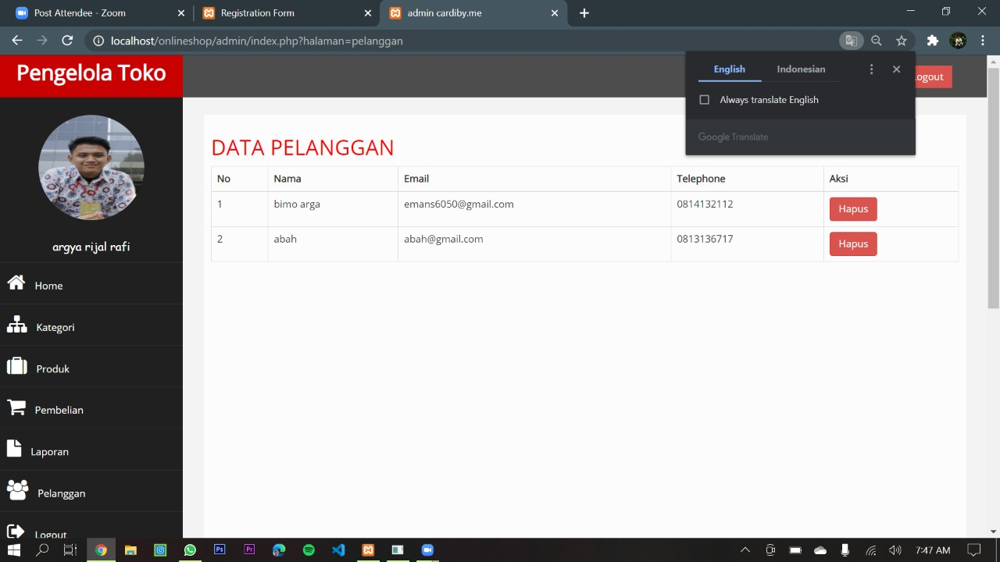 Post Attendee - Zoom
Registration Form
admin cardiby.me
localhost/onlineshop/admin/index.php?halaman=pelanggan
Pengelola Toko
English
Indonesian
Always translate English
Google Translate
ogout
argya rijal rafi
Home
Kategori
Produk
Pembelian
Laporan
Pelanggan
Logout
DATA PELANGGAN
No Nama Email Telephone Aksi
1 bimo arga emans6050@gmail.com 0814132112 Hapus
2 abah abah@gmail.com 0813136717 Hapus
Ps
Pr
7:47 AM